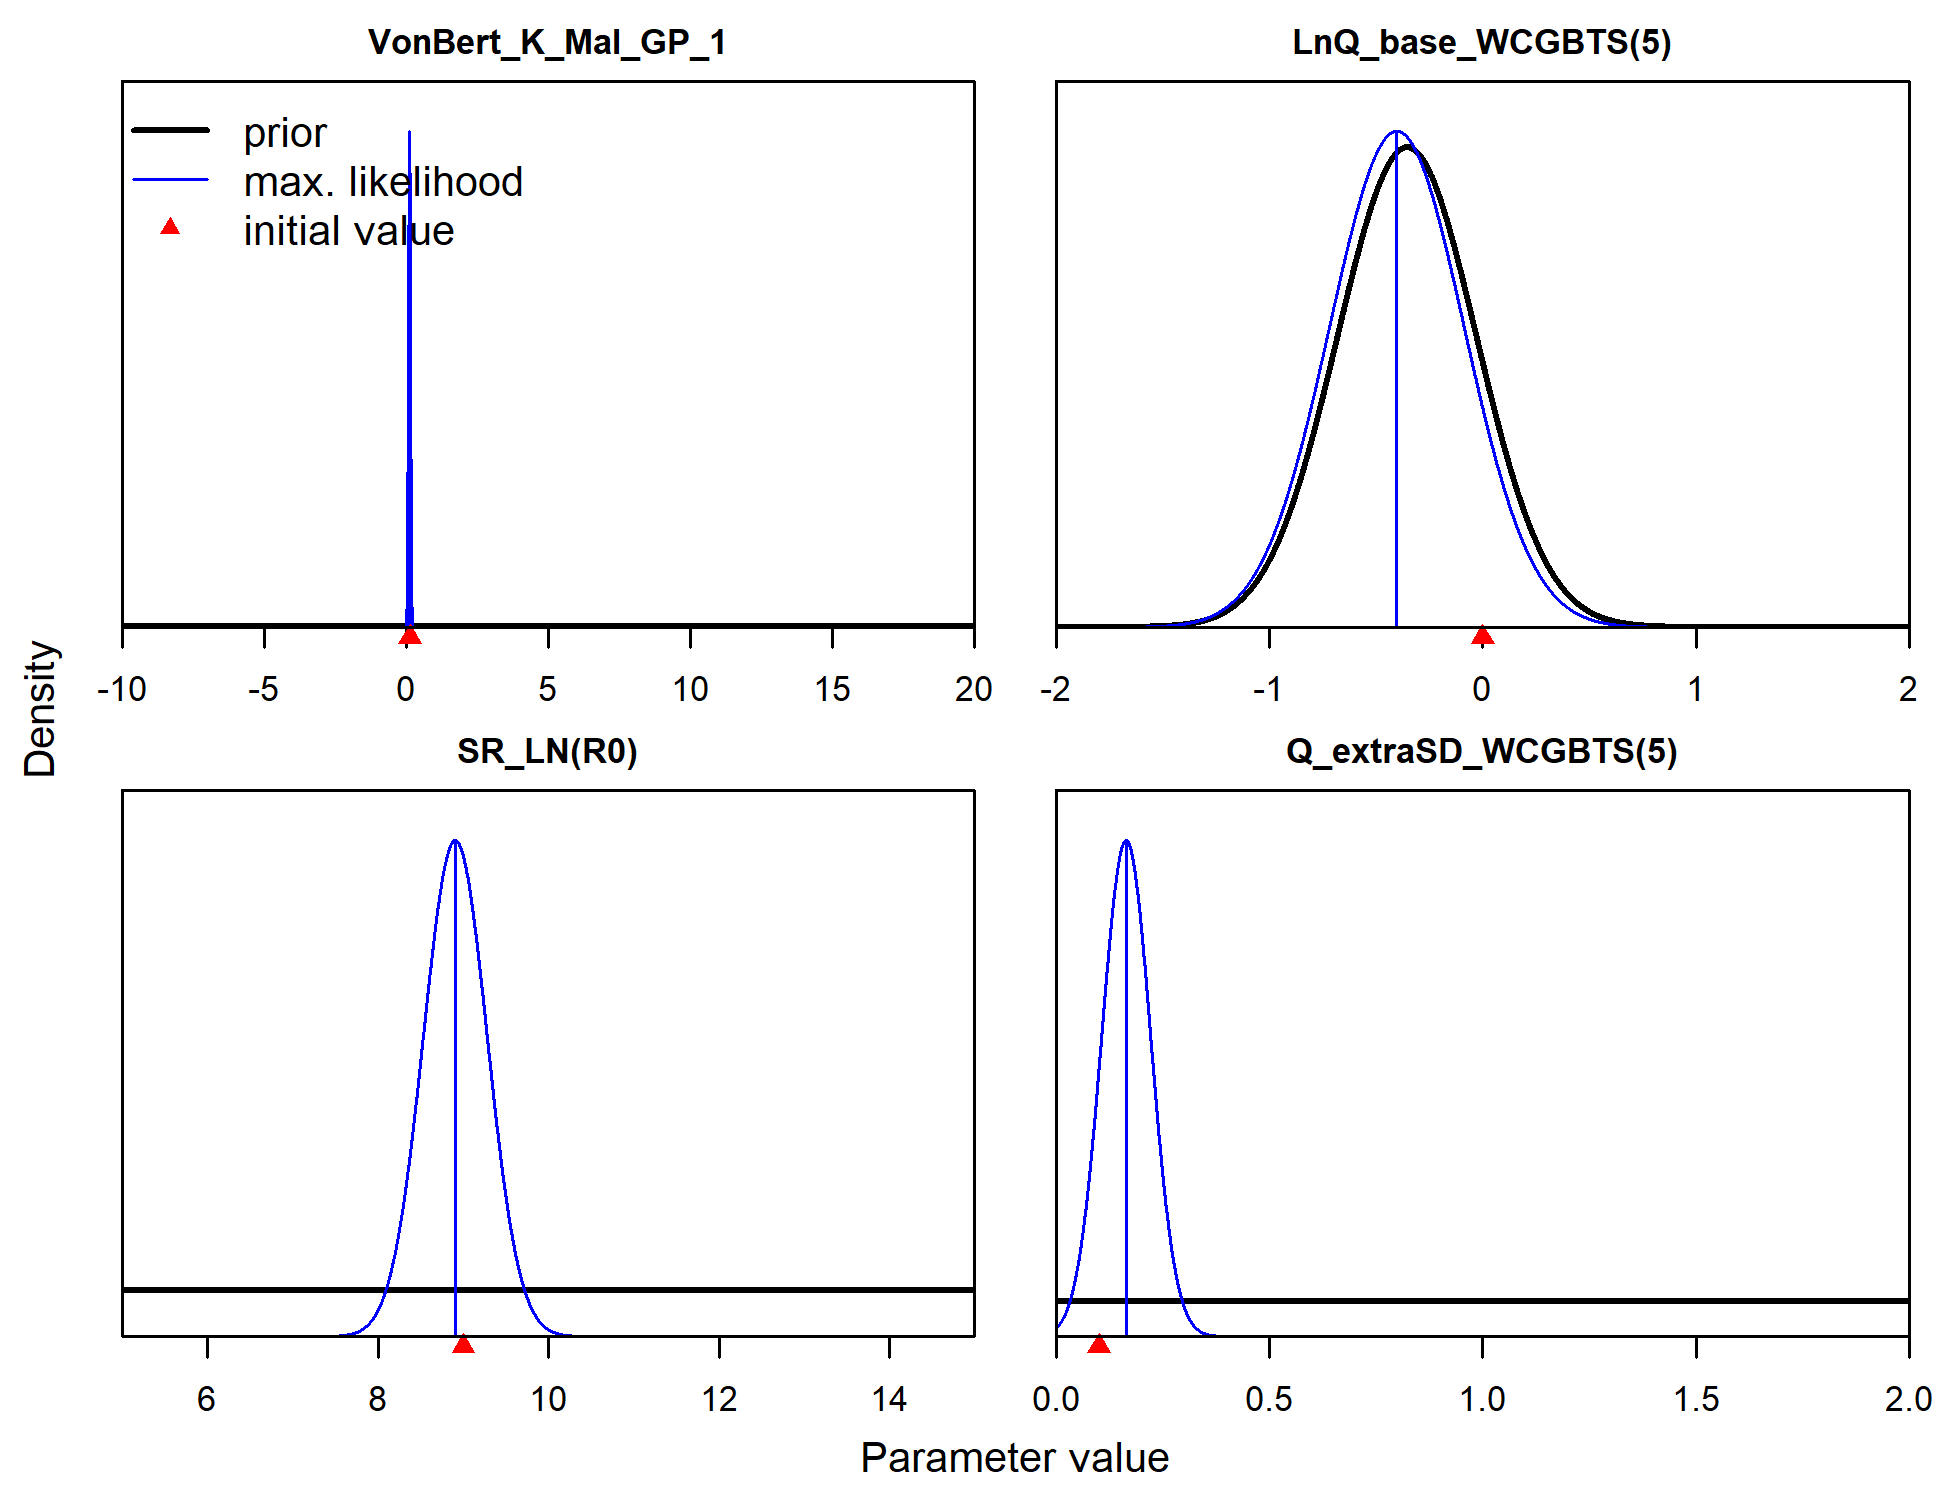 VonBert_K_Mal_GP_1
prior
max. likelihood
initial value
-10 -5 0 5 10 15 20
LnQ_base_WCGBTS(5)
-2 -1 0 1 2
Density
SR_LN(R0)
6 8 10 12 14
Q_extraSD_WCGBTS(5)
0.0 0.5 1.0 1.5 2.0
Parameter value